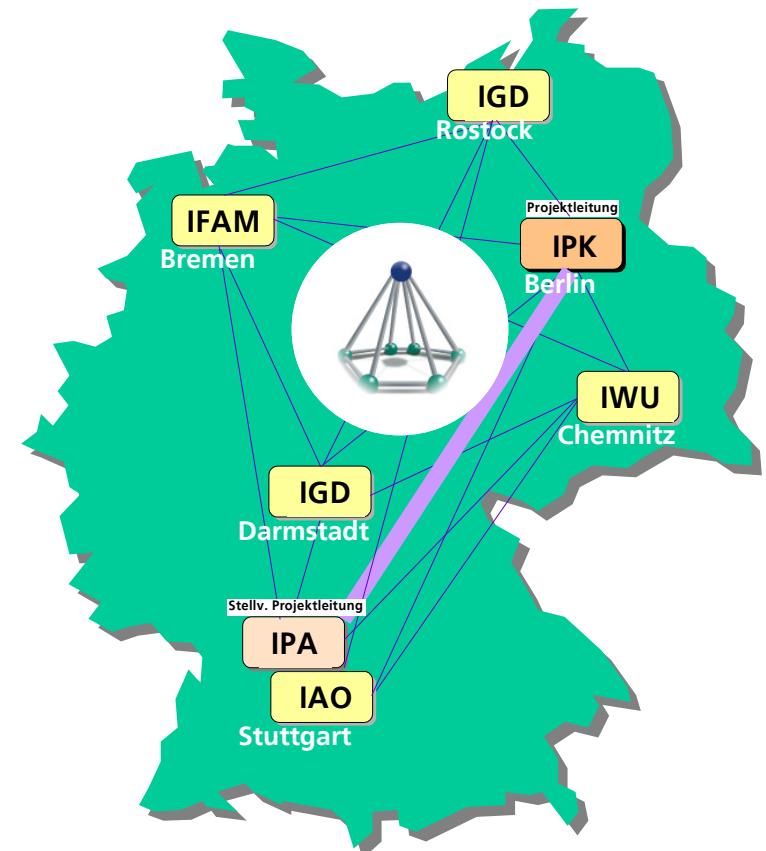 IGD
Rostock
Projektleitung
IFAM
Bremen
IPK
Berlin
IWU
Chemnitz
IGD
Darmstadt
Stellv. Projektleitung
IPA
IAO
Stuttgart